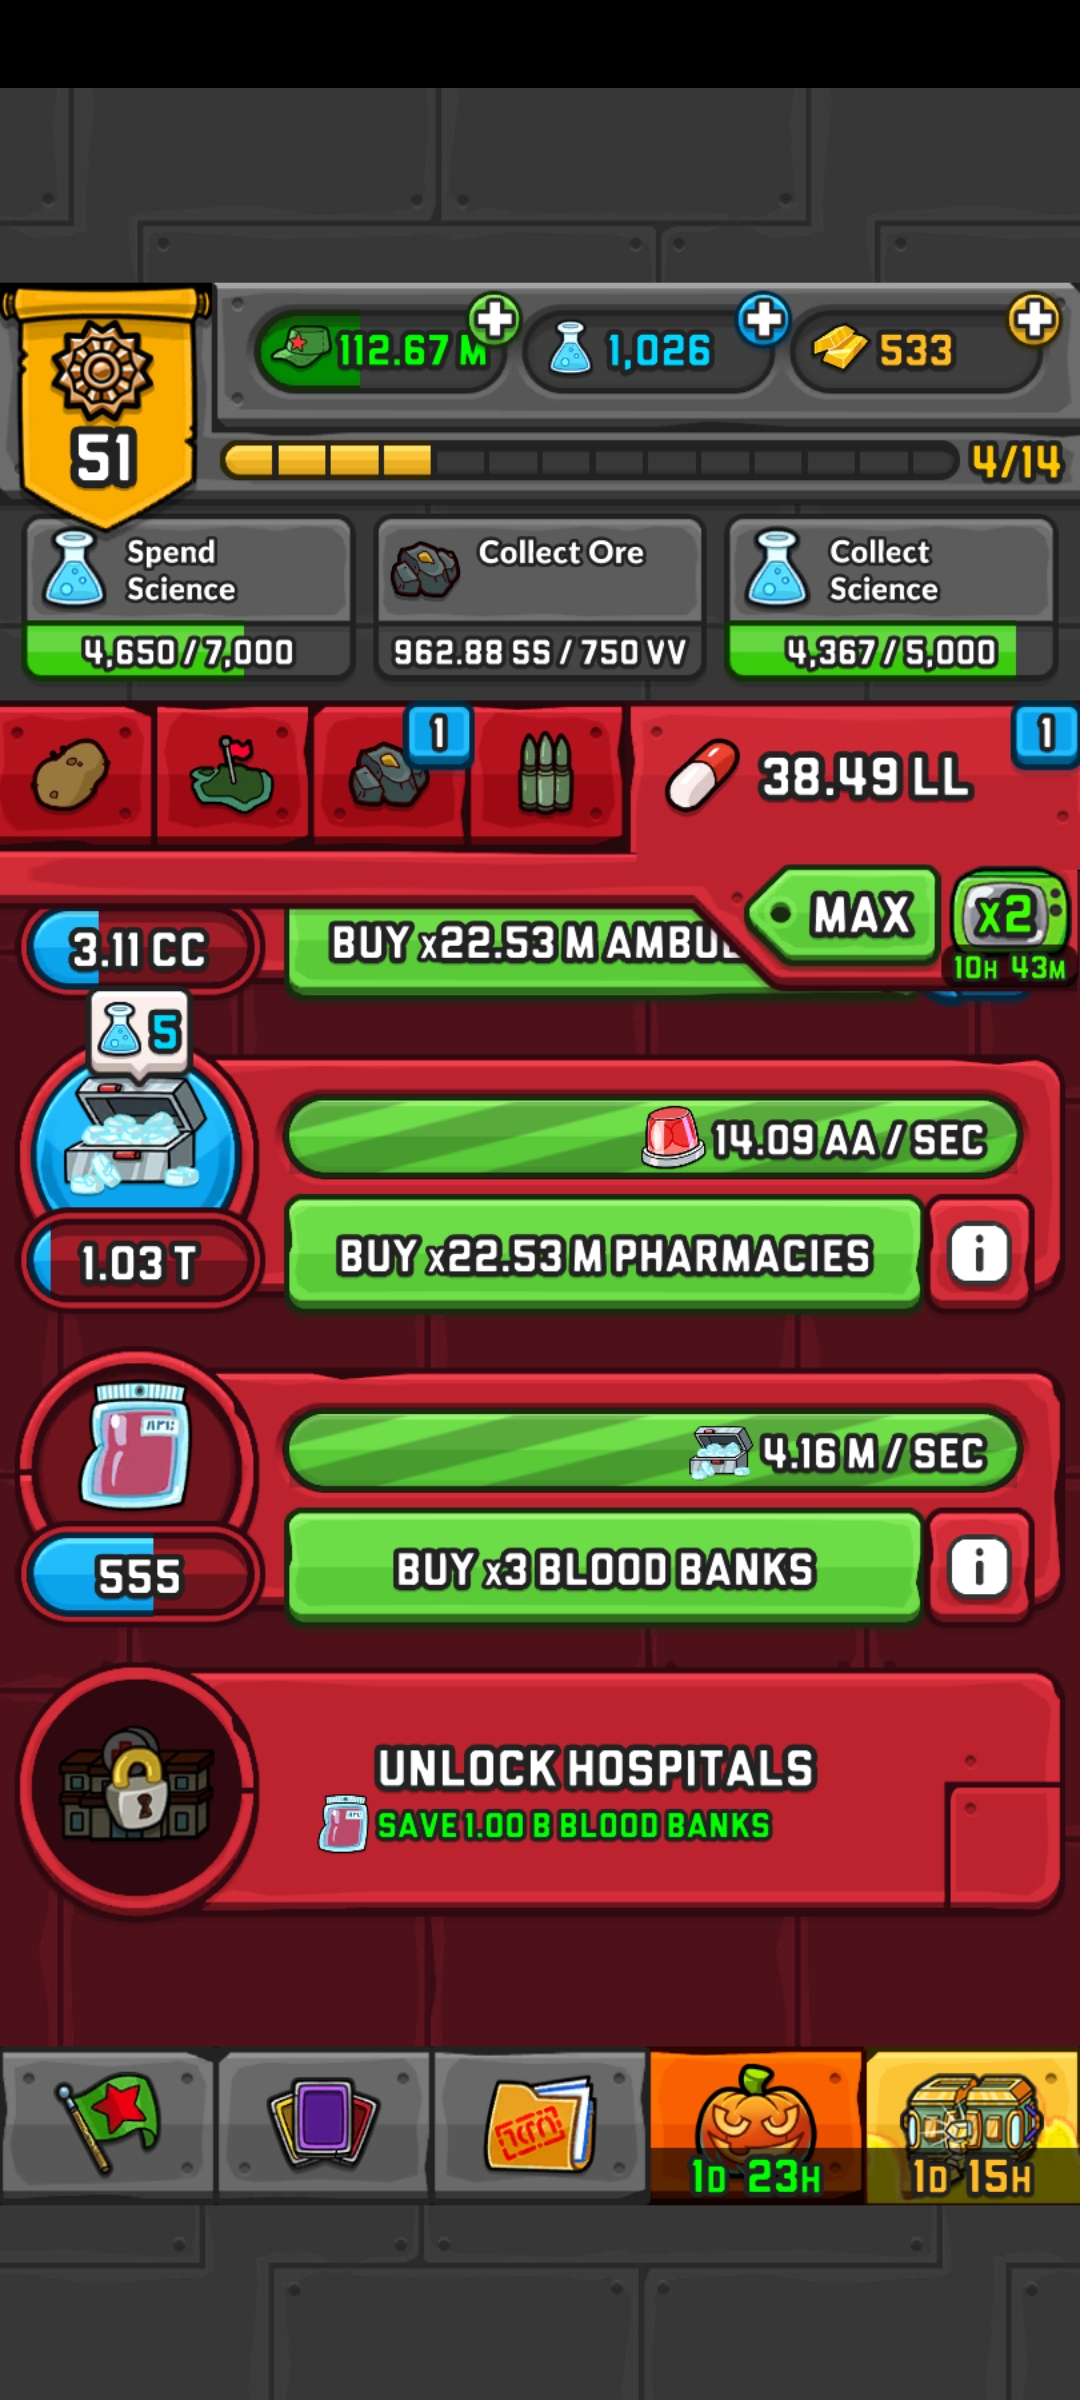 112.67 M
1,026
533
51
4/14
Spend
Science
4,650 / 7,000
Collect Ore
962.88 SS / 750 VV
Collect
Science
4,367 / 5,000
1
38.49 LL
1
MAX
x2
10H 43M
3.11 CC
BUY x22.53 M AMBUL
5
14.09 AA / SEC
1.03 T
BUY x22.53 M PHARMACIES
i
4.16 M / SEC
555
BUY x3 BLOOD BANKS
i
UNLOCK HOSPITALS
SAVE 1.00 B BLOOD BANKS
1D 23H
1D 15H